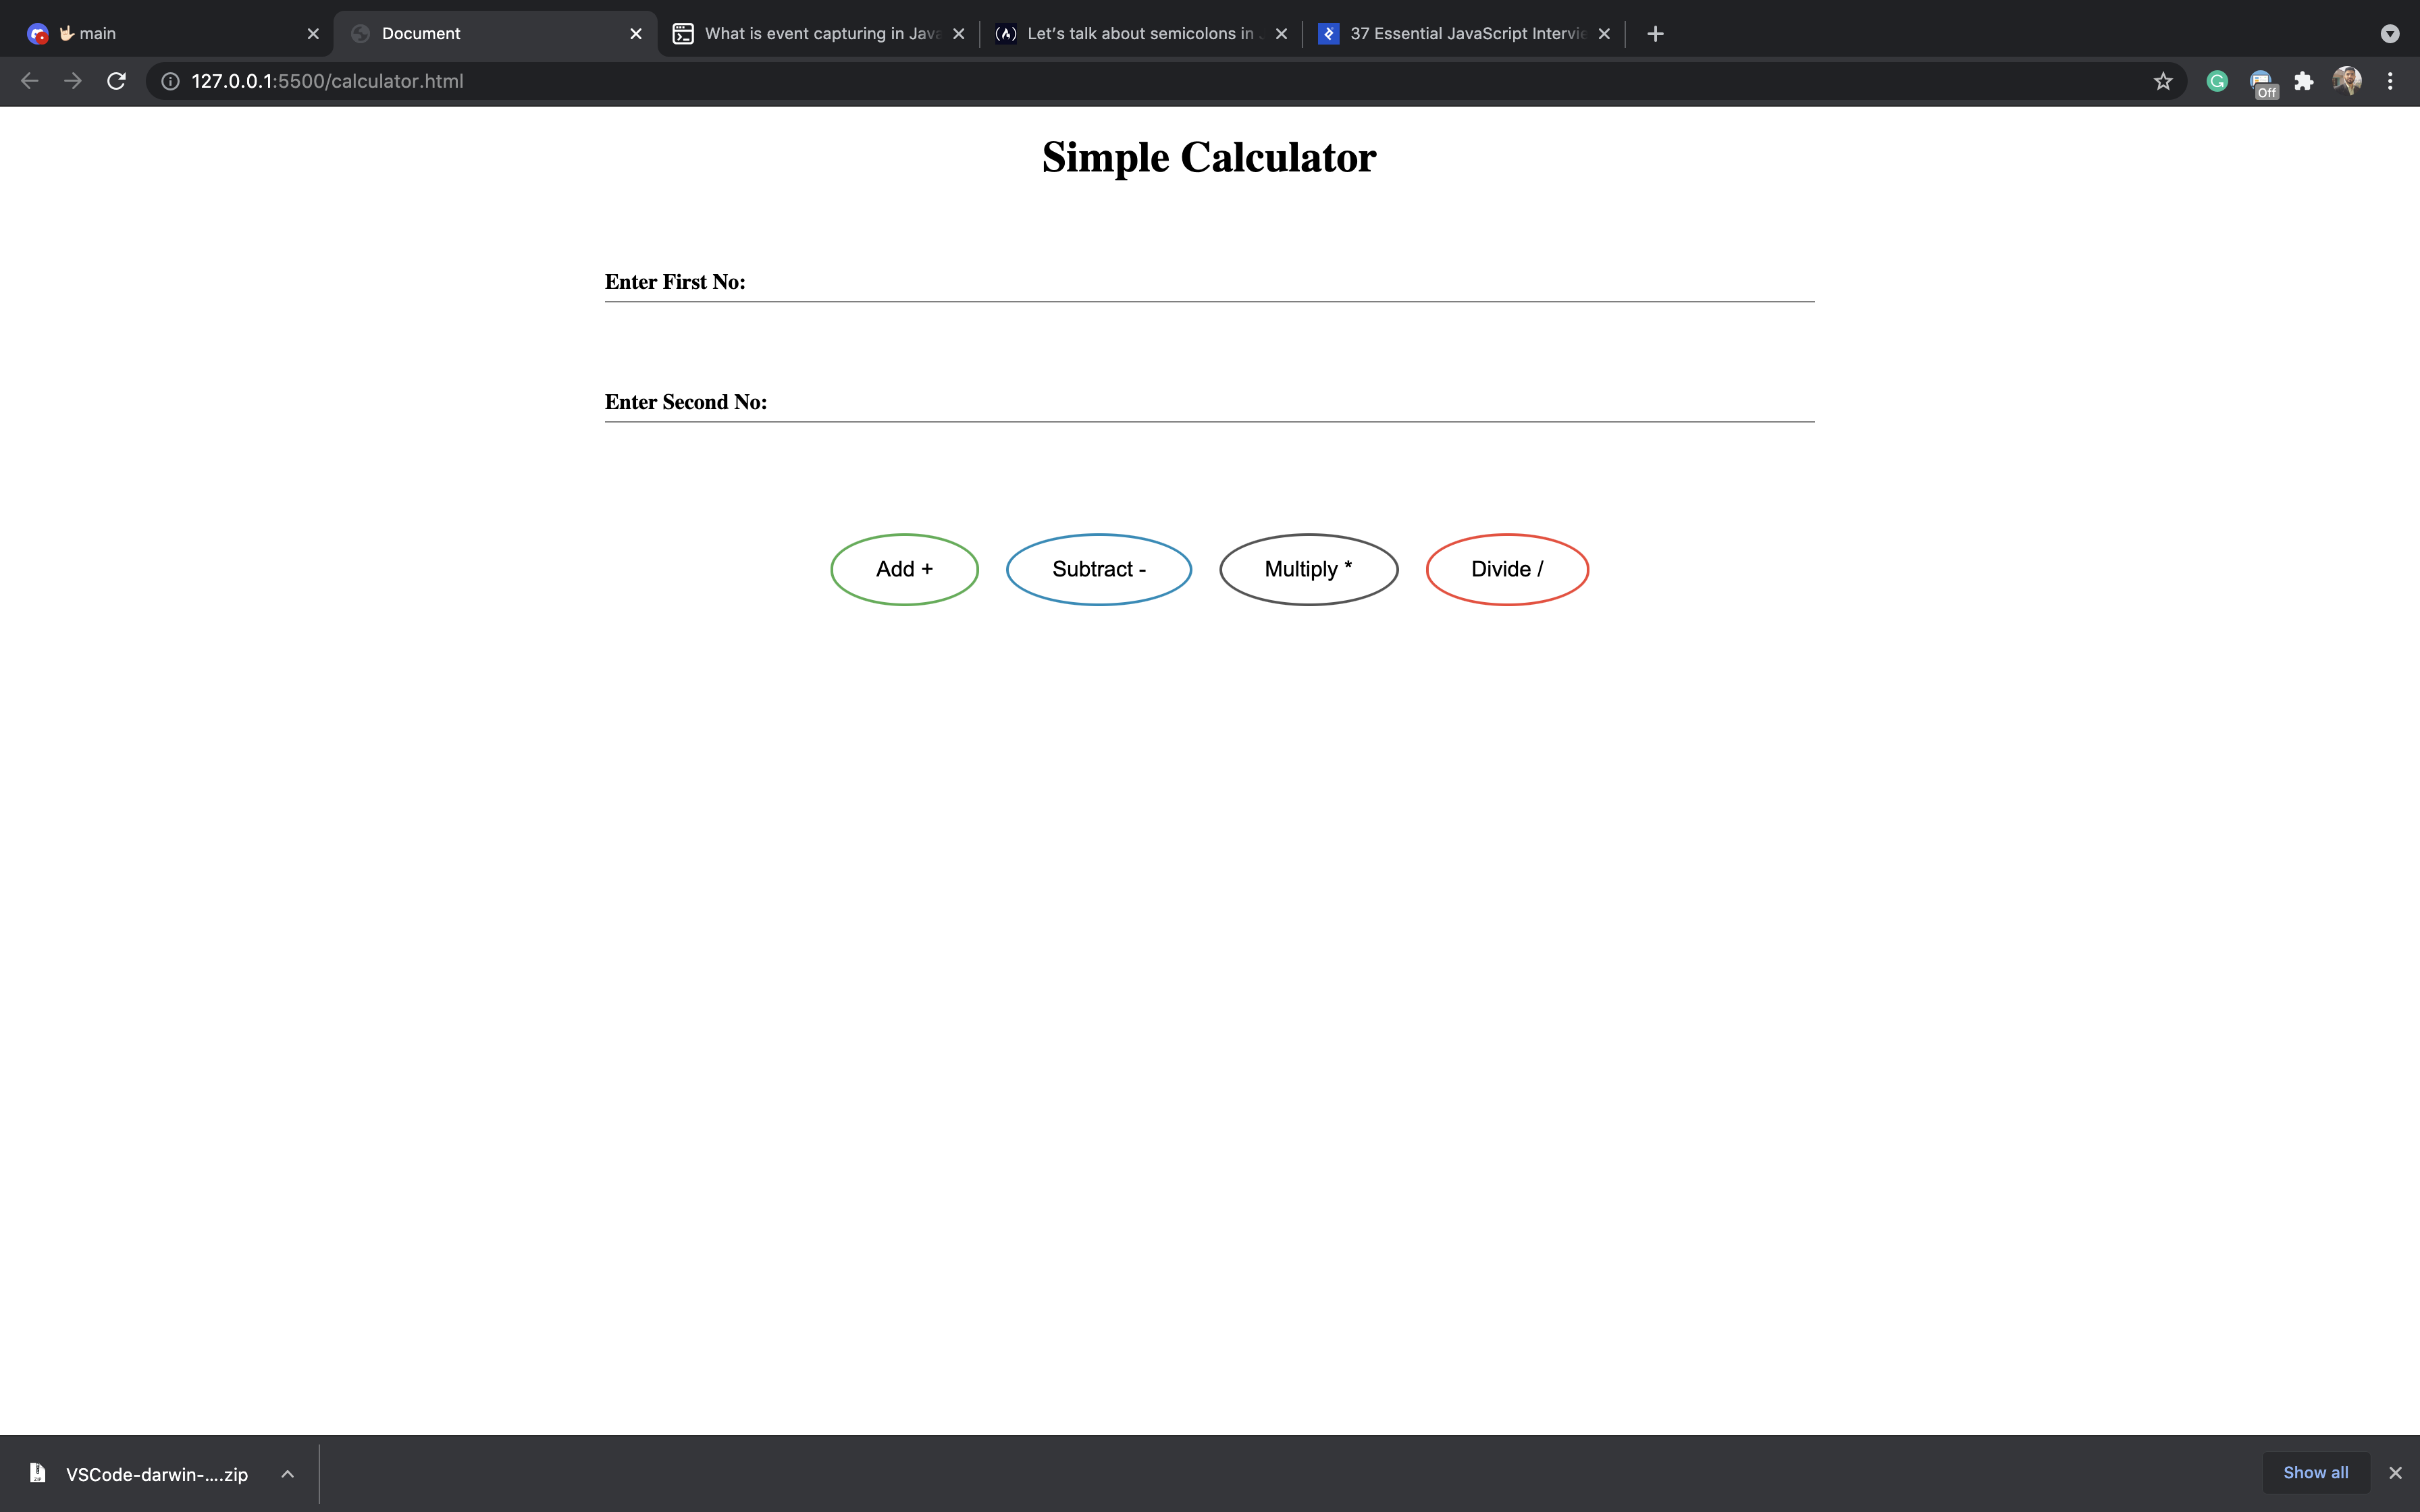 main
Document
What is event capturing in Java
Let's talk about semicolons in J
37 Essential JavaScript Intervie
127.0.0.1:5500/calculator.html
Off
Simple Calculator
Enter First No:
Enter Second No:
Add + Subtract - Multiply * Divide /
VSCode-darwin-....zip
Show all